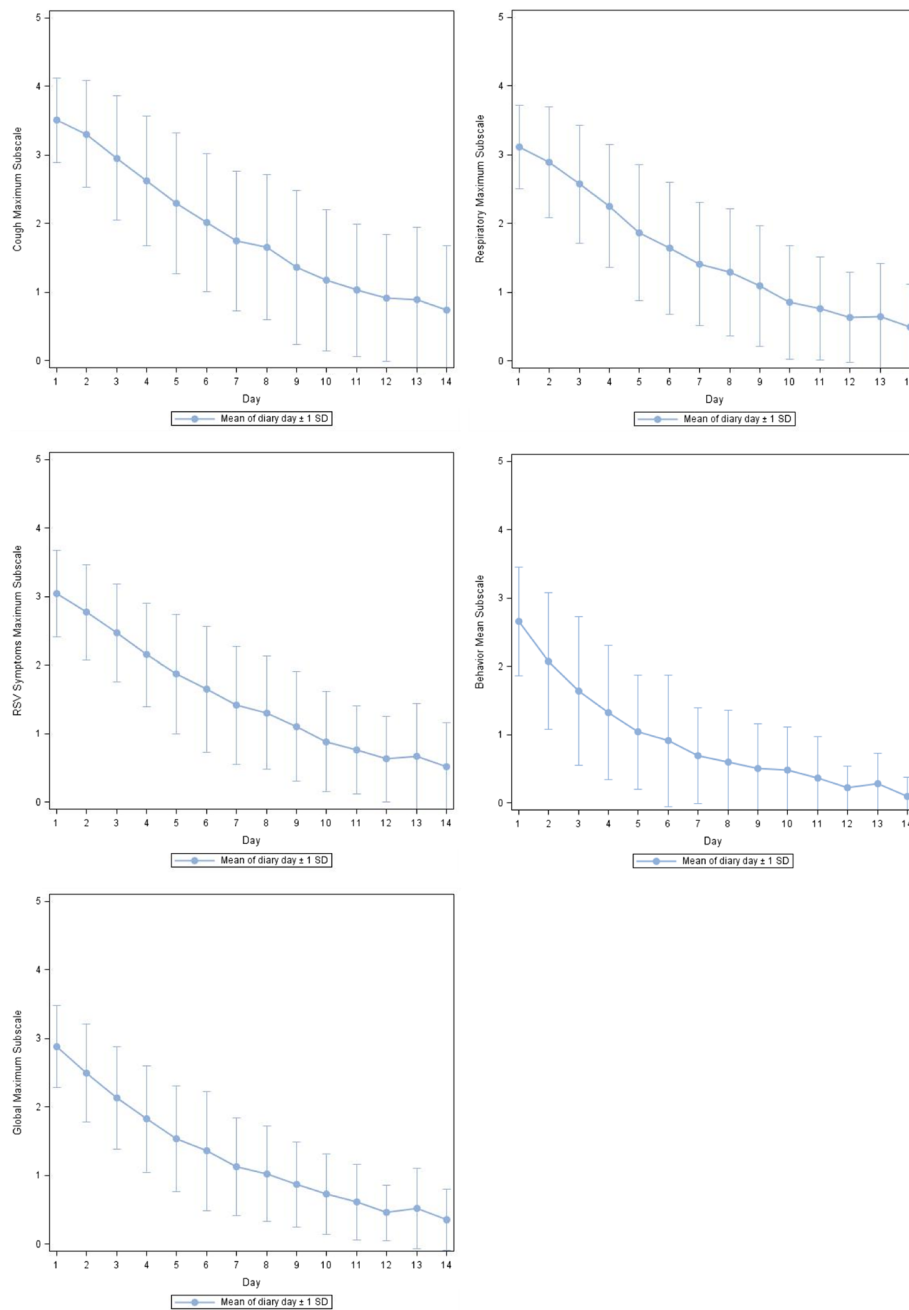 5
4
3
2
1
0
Cough Maximum Subscale
1 2 3 4 5 6 7 8 9 10 11 12 13 14
Day
Mean of diary day ± 1 SD
5
4
3
2
1
0
Respiratory Maximum Subscale
1 2 3 4 5 6 7 8 9 10 11 12 13
Day
Mean of diary day ± 1 SD
5
4
3
2
1
0
RSV Symptoms Maximum Subscale
1 2 3 4 5 6 7 8 9 10 11 12 13 14
Day
Mean of diary day ± 1 SD
5
4
3
2
1
0
Behavior Mean Subscale
1 2 3 4 5 6 7 8 9 10 11 12 13 14
Day
Mean of diary day ± 1 SD
5
4
3
2
1
0
Global Maximum Subscale
1 2 3 4 5 6 7 8 9 10 11 12 13 14
Day
Mean of diary day ± 1 SD